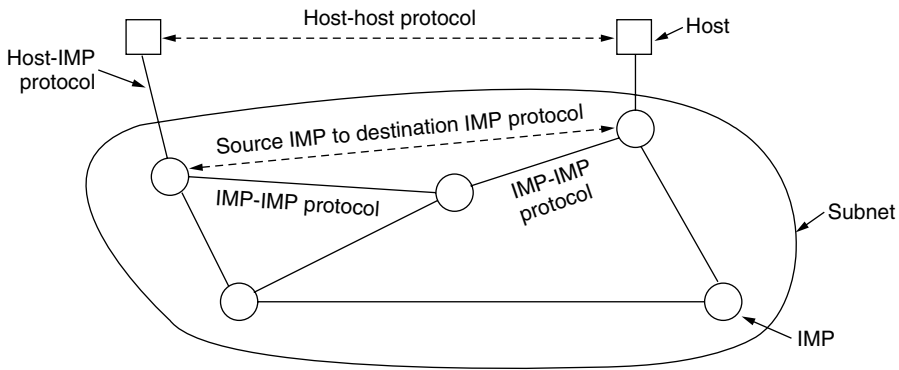 Host-host protocol
Host
Host-IMP
protocol
Source IMP to destination IMP protocol
IMP-IMP protocol
IMP-IMP
protocol
Subnet
IMP